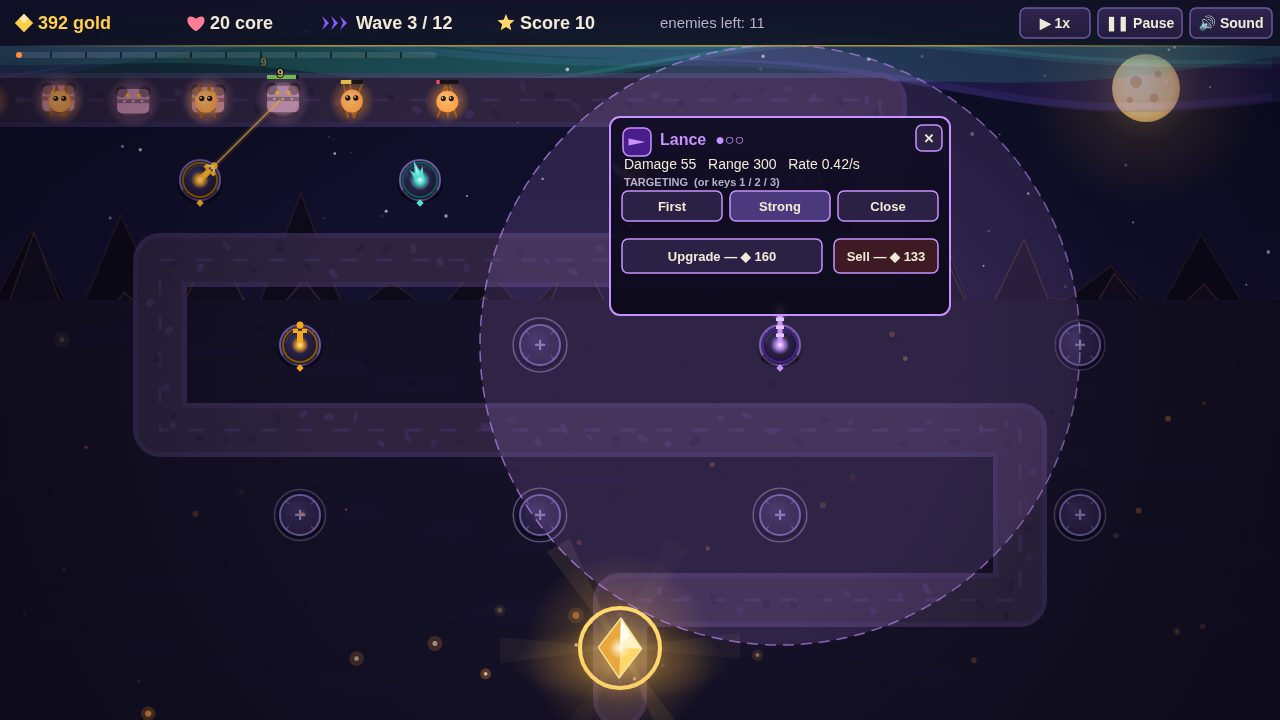 392 gold
20 core
Wave 3 / 12
Score 10
enemies left: 11
▶ 1x
❚❚ Pause
🔊 Sound
9
9
Lance ●○○
×
Damage 55 Range 300 Rate 0.42/s
TARGETING (or keys 1 / 2 / 3)
First
Strong
Close
Upgrade — ◆ 160
Sell — ◆ 133
+
+
+
+
+
+